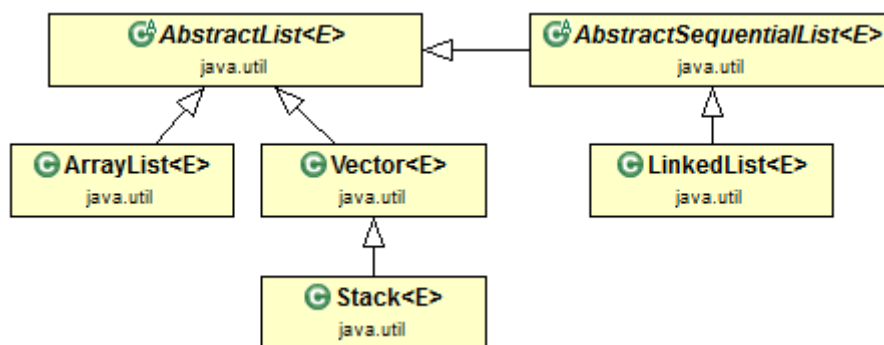 AbstractList<E>
java.util
AbstractSequentialList<E>
java.util
ArrayList<E>
java.util
Vector<E>
java.util
LinkedList<E>
java.util
Stack<E>
java.util